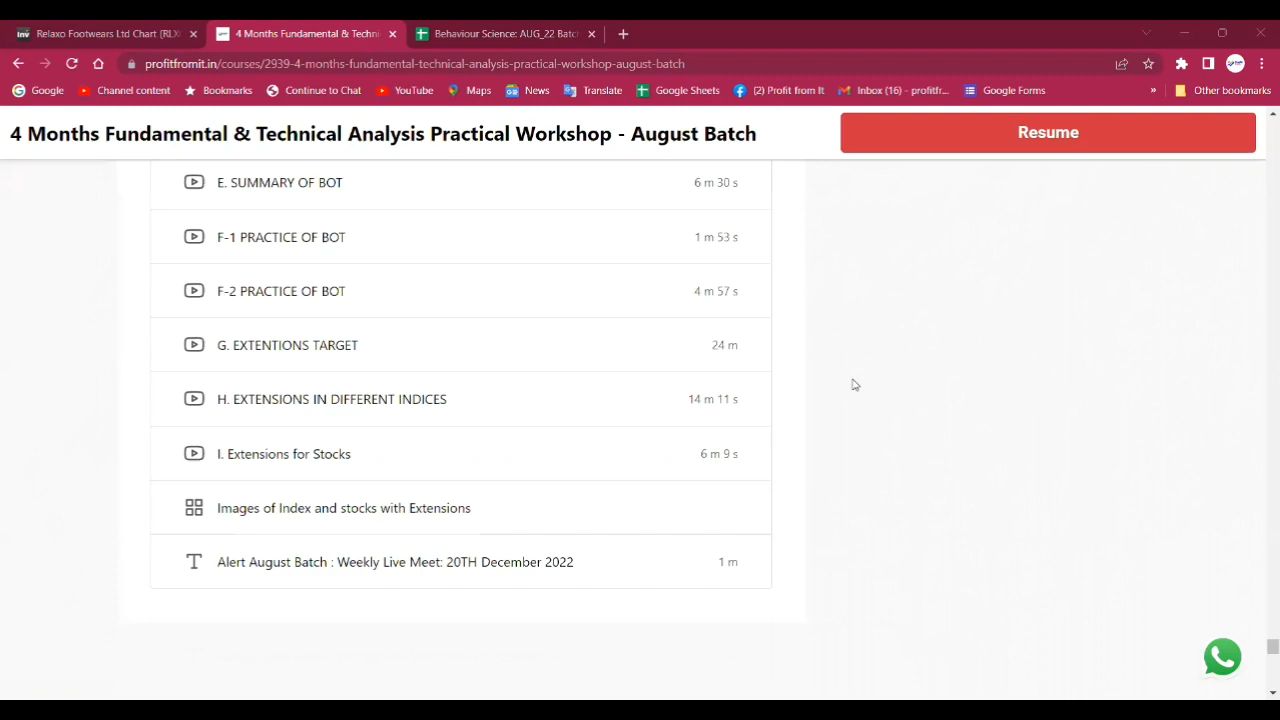 inv Relaxo Footwears Ltd Chart (RLX
4 Months Fundamental & Techni
Behaviour Science: AUG_22 Batc
profitfromit.in/courses/2939-4-months-fundamental-technical-analysis-practical-workshop-august-batch
Google
Channel content
Bookmarks
Continue to Chat
YouTube
Maps
News
Translate
Google Sheets
(2) Profit from It
Inbox (16) - profitfr...
Google Forms
»
Other bookmarks
4 Months Fundamental & Technical Analysis Practical Workshop - August Batch
Resume
E. SUMMARY OF BOT 6 m 30 s
F-1 PRACTICE OF BOT 1 m 53 s
F-2 PRACTICE OF BOT 4 m 57 s
G. EXTENTIONS TARGET 24 m
H. EXTENSIONS IN DIFFERENT INDICES 14 m 11 s
I. Extensions for Stocks 6 m 9 s
Images of Index and stocks with Extensions
Alert August Batch : Weekly Live Meet: 20TH December 2022 1 m